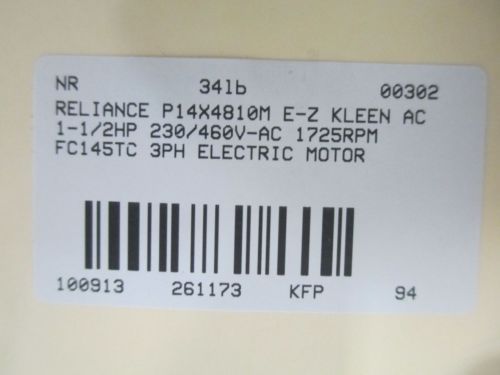 NR 34lb 00302
RELIANCE P14X4810M E-Z KLEEN AC
1-1/2HP 230/460V-AC 1725RPM
FC145TC 3PH ELECTRIC MOTOR
100913 261173 KFP 94